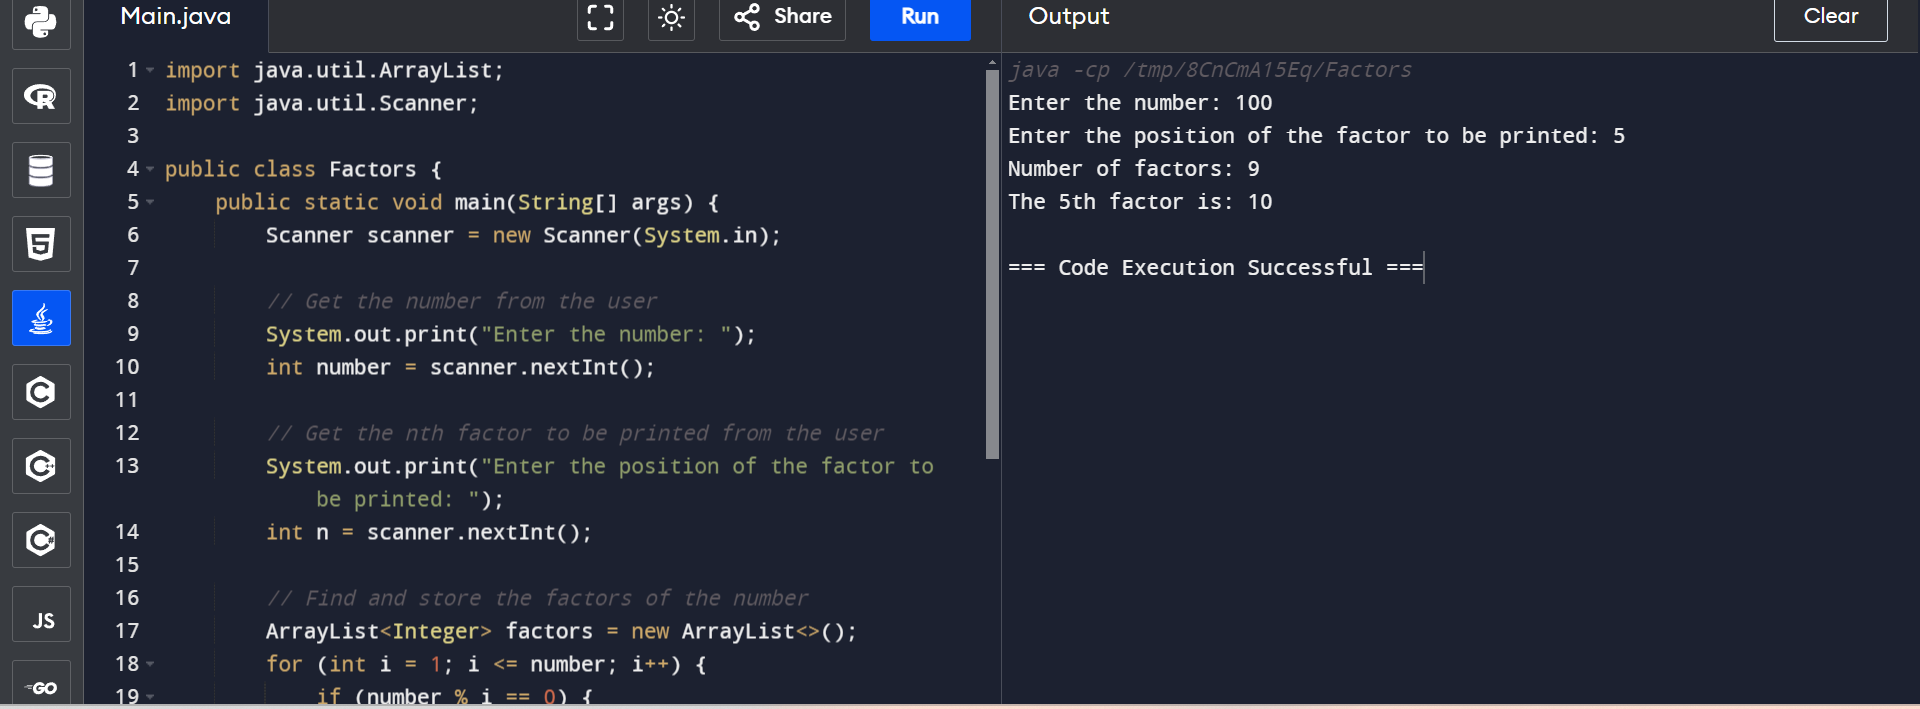 Main.java
Share
Run
Output
Clear
1 import java.util.ArrayList;
2 import java.util.Scanner;
3
4 public class Factors {
5 public static void main(String[] args) {
6 Scanner scanner = new Scanner(System.in);
7
8 // Get the number from the user
9 System.out.print("Enter the number: ");
10 int number = scanner.nextInt();
11
12 // Get the nth factor to be printed from the user
13 System.out.print("Enter the position of the factor to
be printed: ");
14 int n = scanner.nextInt();
15
16 // Find and store the factors of the number
17 ArrayList<Integer> factors = new ArrayList<>();
18 for (int i = 1; i <= number; i++) {
19 if (number % i == 0) {
java -cp /tmp/8CnCmA15Eq/Factors
Enter the number: 100
Enter the position of the factor to be printed: 5
Number of factors: 9
The 5th factor is: 10
=== Code Execution Successful ===
R
5
C
C++
C#
JS
GO